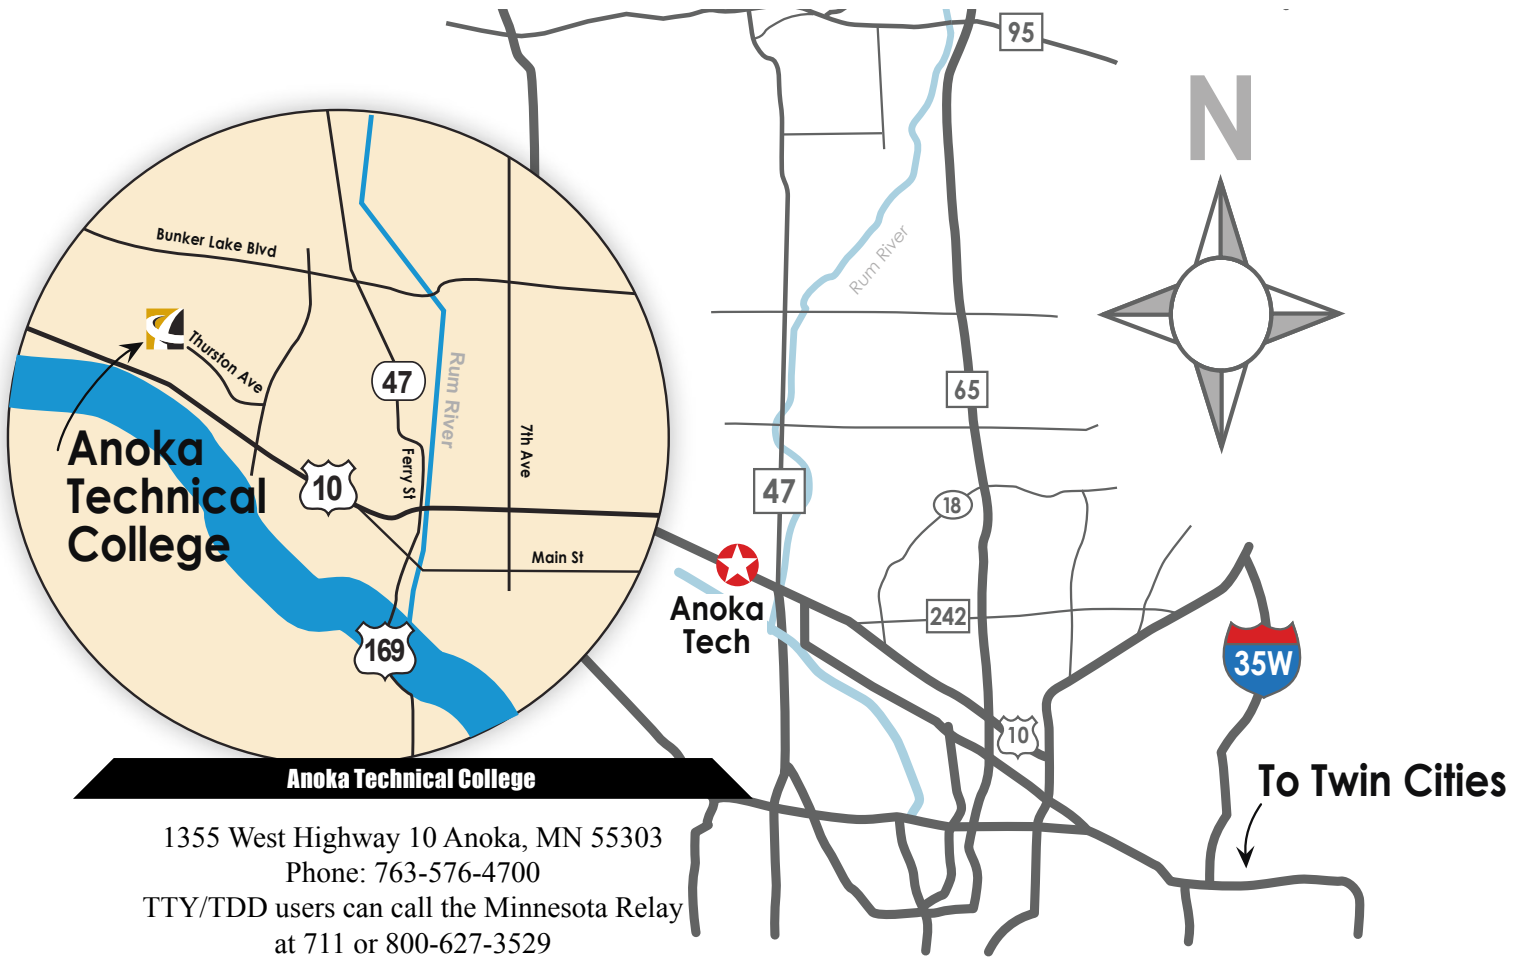 95
N
Bunker Lake Blvd
Rum River
Thurston Ave
47
Rum River
65
Anoka
Technical
College
10
Ferry St
7th Ave
47
18
Main St
Anoka
Tech
242
169
35W
10
To Twin Cities
Anoka Technical College
1355 West Highway 10 Anoka, MN 55303
Phone: 763-576-4700
TTY/TDD users can call the Minnesota Relay
at 711 or 800-627-3529